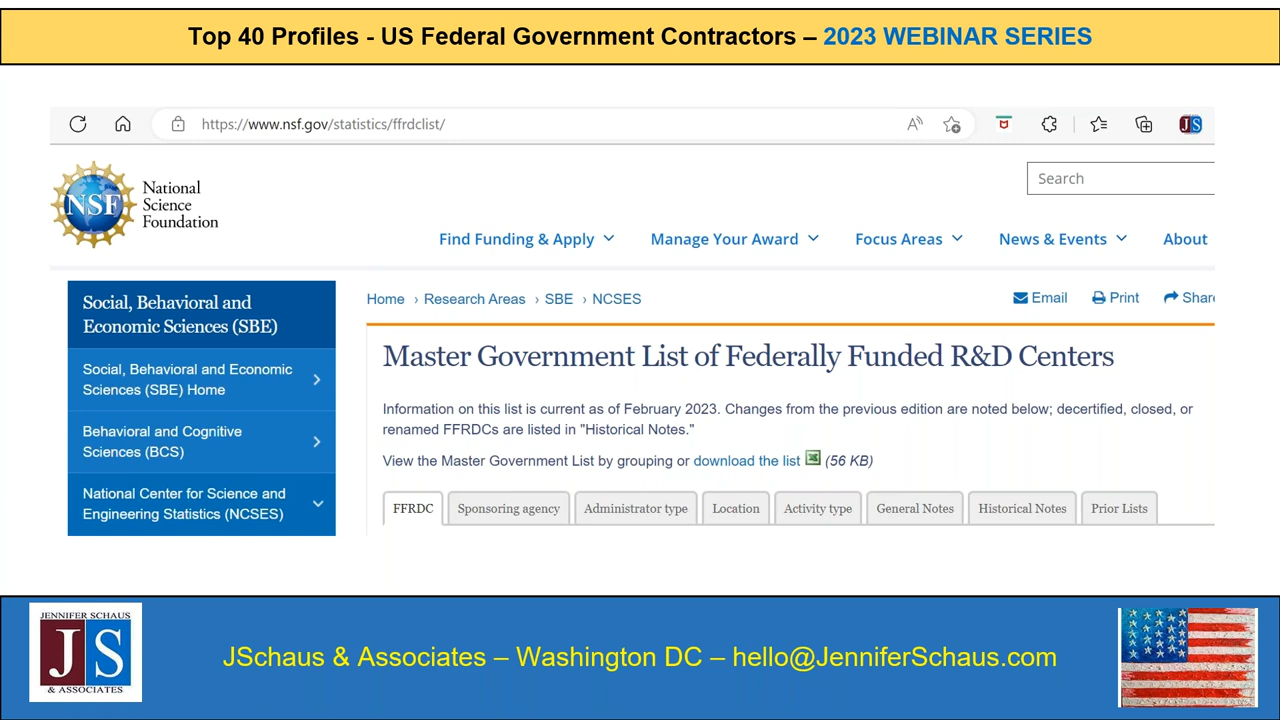 Top 40 Profiles - US Federal Government Contractors – 2023 WEBINAR SERIES
https://www.nsf.gov/statistics/ffrdclist/
JS
NSF
National
Science
Foundation
Search
Find Funding & Apply
Manage Your Award
Focus Areas
News & Events
About
Social, Behavioral and
Economic Sciences (SBE)
Social, Behavioral and Economic
Sciences (SBE) Home
Behavioral and Cognitive
Sciences (BCS)
National Center for Science and
Engineering Statistics (NCSES)
Home › Research Areas › SBE › NCSES
Email
Print
Share
Master Government List of Federally Funded R&D Centers
Information on this list is current as of February 2023. Changes from the previous edition are noted below; decertified, closed, or
renamed FFRDCs are listed in "Historical Notes."
View the Master Government List by grouping or download the list (56 KB)
FFRDC
Sponsoring agency
Administrator type
Location
Activity type
General Notes
Historical Notes
Prior Lists
JENNIFER SCHAUS
JS
& ASSOCIATES
JSchaus & Associates – Washington DC – hello@JenniferSchaus.com